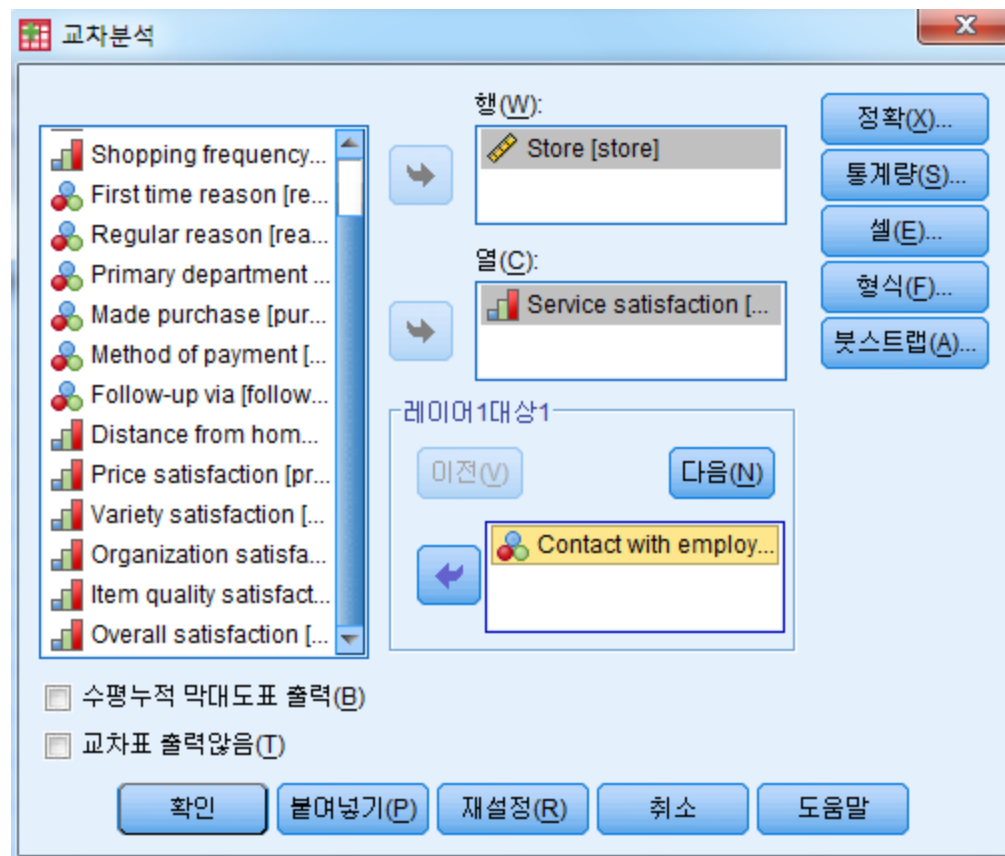 교차분석
행(W):
Store [store]
Shopping frequency...
First time reason [re...
Regular reason [rea...
Primary department ...
Made purchase [pur...
Method of payment [...
Follow-up via [follow...
Distance from hom...
Price satisfaction [pr...
Variety satisfaction [...
Organization satisfa...
Item quality satisfact...
Overall satisfaction [...
열(C):
Service satisfaction [...
레이어1대상1
이전(V)
다음(N)
Contact with employ...
정확(X)...
통계량(S)...
셀(E)...
형식(F)...
붓스트랩(A)...
수평누적 막대도표 출력(B)
교차표 출력않음(T)
확인
붙여넣기(P)
재설정(R)
취소
도움말